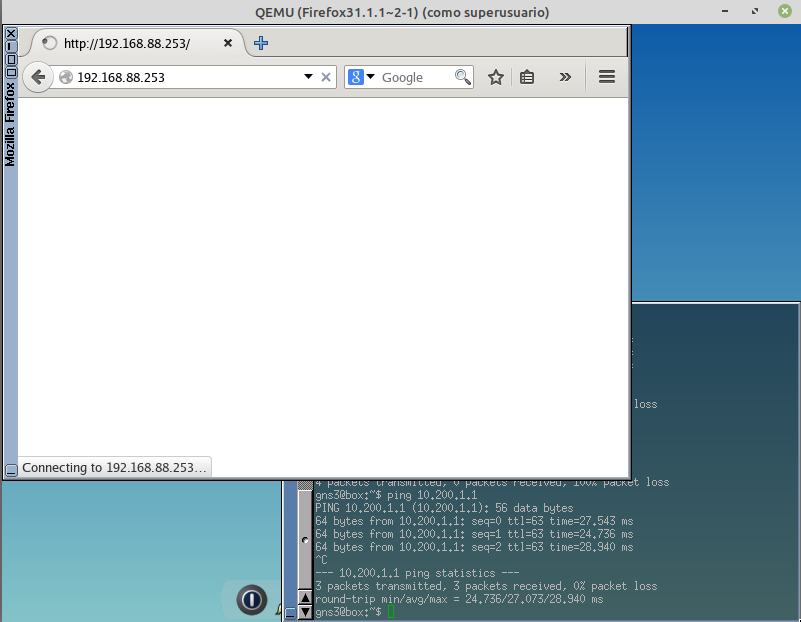 QEMU (Firefox31.1.1~2-1) (como superusuario)
Mozilla Firefox
http://192.168.88.253/
192.168.88.253
Google
Connecting to 192.168.88.253...
loss
4 packets transmitted, 0 packets received, 100% packet loss
gns3@box:~$ ping 10.200.1.1
PING 10.200.1.1 (10.200.1.1): 56 data bytes
64 bytes from 10.200.1.1: seq=0 ttl=63 time=27.543 ms
64 bytes from 10.200.1.1: seq=1 ttl=63 time=24.736 ms
64 bytes from 10.200.1.1: seq=2 ttl=63 time=28.940 ms
^C
--- 10.200.1.1 ping statistics ---
3 packets transmitted, 3 packets received, 0% packet loss
round-trip min/avg/max = 24.736/27.073/28.940 ms
gns3@box:~$